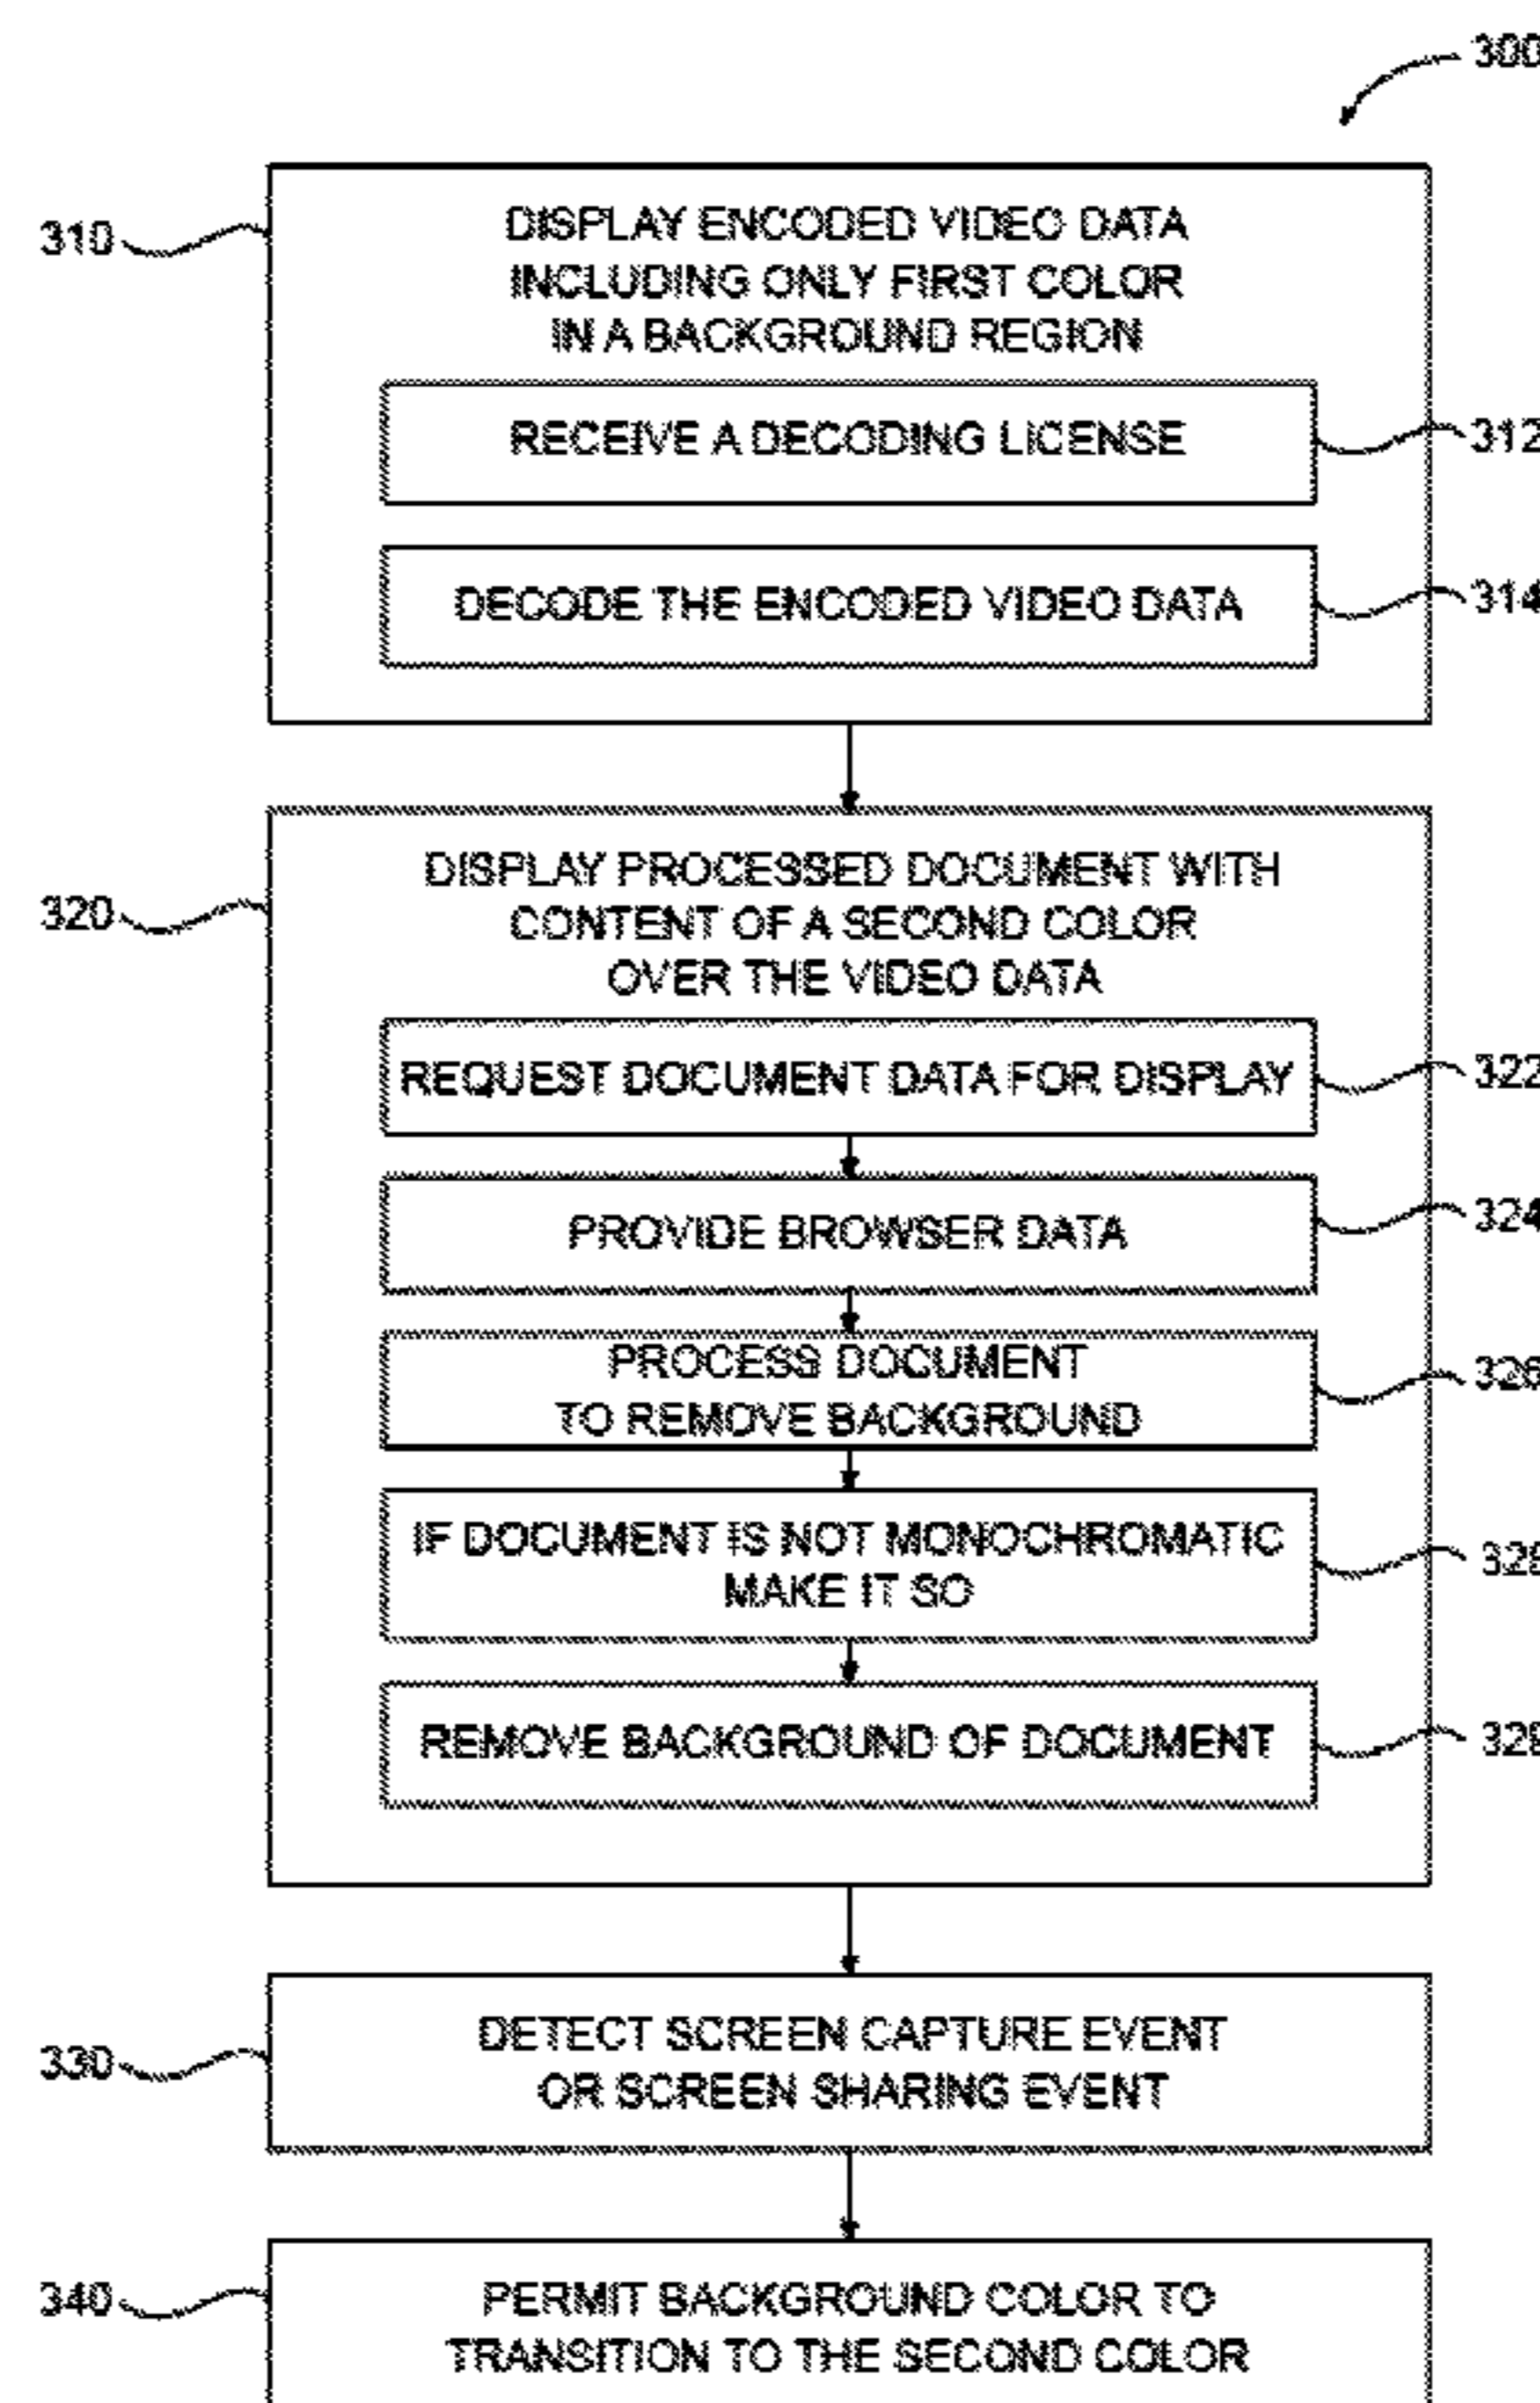 300
310
DISPLAY ENCODED VIDEO DATA
INCLUDING ONLY FIRST COLOR
IN A BACKGROUND REGION
RECEIVE A DECODING LICENSE
312
DECODE THE ENCODED VIDEO DATA
314
320
DISPLAY PROCESSED DOCUMENT WITH
CONTENT OF A SECOND COLOR
OVER THE VIDEO DATA
REQUEST DOCUMENT DATA FOR DISPLAY
322
PROVIDE BROWSER DATA
324
PROCESS DOCUMENT
TO REMOVE BACKGROUND
326
IF DOCUMENT IS NOT MONOCHROMATIC
MAKE IT SO
REMOVE BACKGROUND OF DOCUMENT
330
DETECT SCREEN CAPTURE EVENT
OR SCREEN SHARING EVENT
340
PERMIT BACKGROUND COLOR TO
TRANSITION TO THE SECOND COLOR